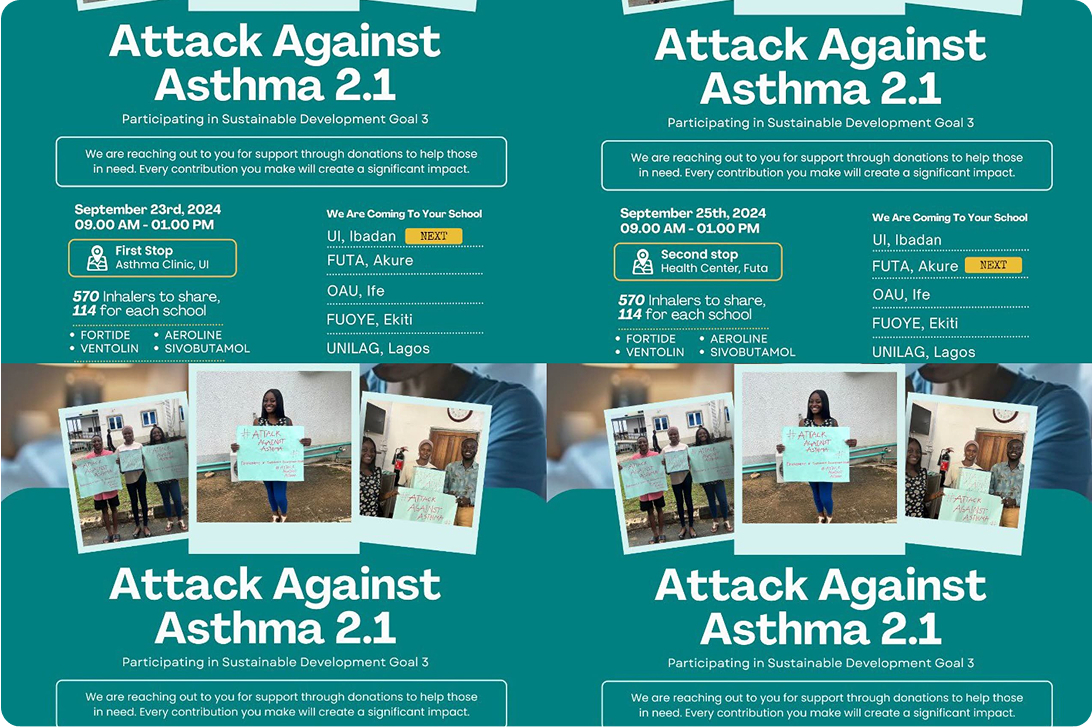 Attack Against
Asthma 2.1
Participating in Sustainable Development Goal 3
We are reaching out to you for support through donations to help those
in need. Every contribution you make will create a significant impact.
September 23rd, 2024
09.00 AM - 01.00 PM
First Stop
Asthma Clinic, UI
570 Inhalers to share,
114 for each school
• FORTIDE • AEROLINE
• VENTOLIN • SIVOBUTAMOL
We Are Coming To Your School
UI, Ibadan NEXT
FUTA, Akure
OAU, Ife
FUOYE, Ekiti
UNILAG, Lagos
Attack Against
Asthma 2.1
Participating in Sustainable Development Goal 3
We are reaching out to you for support through donations to help those
in need. Every contribution you make will create a significant impact.
September 25th, 2024
09.00 AM - 01.00 PM
Second stop
Health Center, Futa
570 Inhalers to share,
114 for each school
• FORTIDE • AEROLINE
• VENTOLIN • SIVOBUTAMOL
We Are Coming To Your School
UI, Ibadan
FUTA, Akure NEXT
OAU, Ife
FUOYE, Ekiti
UNILAG, Lagos
#ATTACK
AGAINST
ASTHMA
ATTACK
AGAINST
ASTHMA
Attack Against
Asthma 2.1
Participating in Sustainable Development Goal 3
We are reaching out to you for support through donations to help those
in need. Every contribution you make will create a significant impact.
#ATTACK
AGAINST
ASTHMA
ATTACK
AGAINST
ASTHMA
Attack Against
Asthma 2.1
Participating in Sustainable Development Goal 3
We are reaching out to you for support through donations to help those
in need. Every contribution you make will create a significant impact.